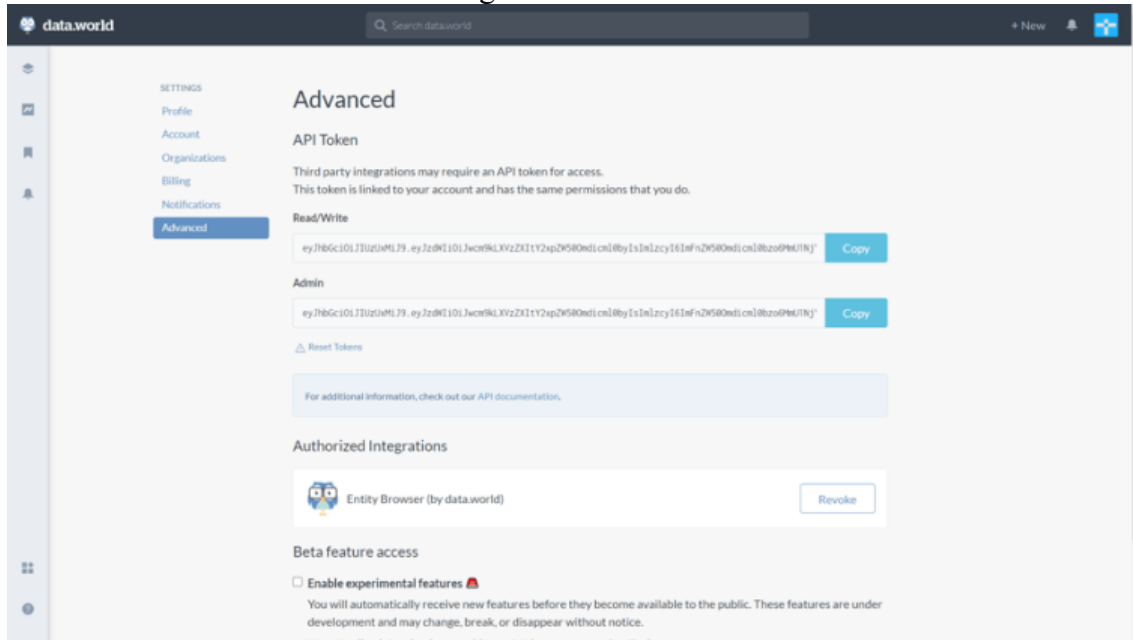 data.world
Search data.world
+ New
SETTINGS
Profile
Account
Organizations
Billing
Notifications
Advanced
Advanced
API Token
Third party integrations may require an API token for access.
This token is linked to your account and has the same permissions that you do.
Read/Write
Copy
Admin
Copy
Reset Tokens
For additional information, check out our API documentation.
Authorized Integrations
Entity Browser (by data.world)
Revoke
Beta feature access
Enable experimental features
You will automatically receive new features before they become available to the public. These features are under
development and may change, break, or disappear without notice.